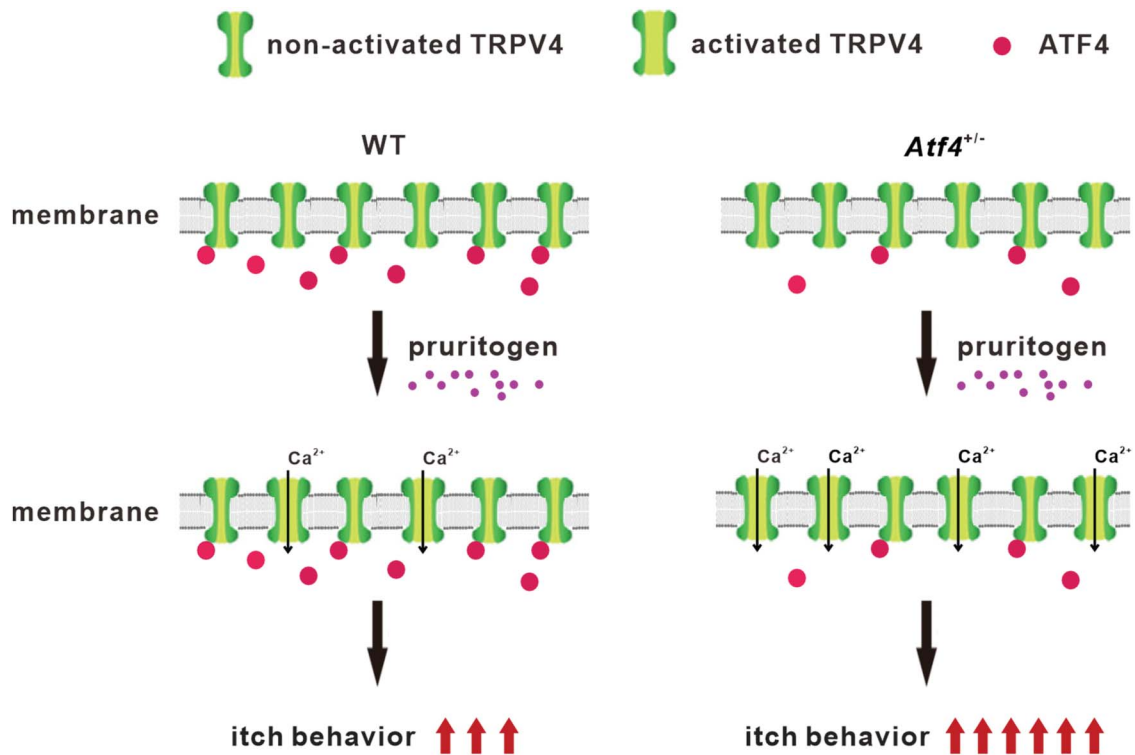 non-activated TRPV4 activated TRPV4 ATF4
WT Atf4+/-
membrane
pruritogen pruritogen
Ca2+ Ca2+ Ca2+ Ca2+ Ca2+ Ca2+
membrane
itch behavior itch behavior